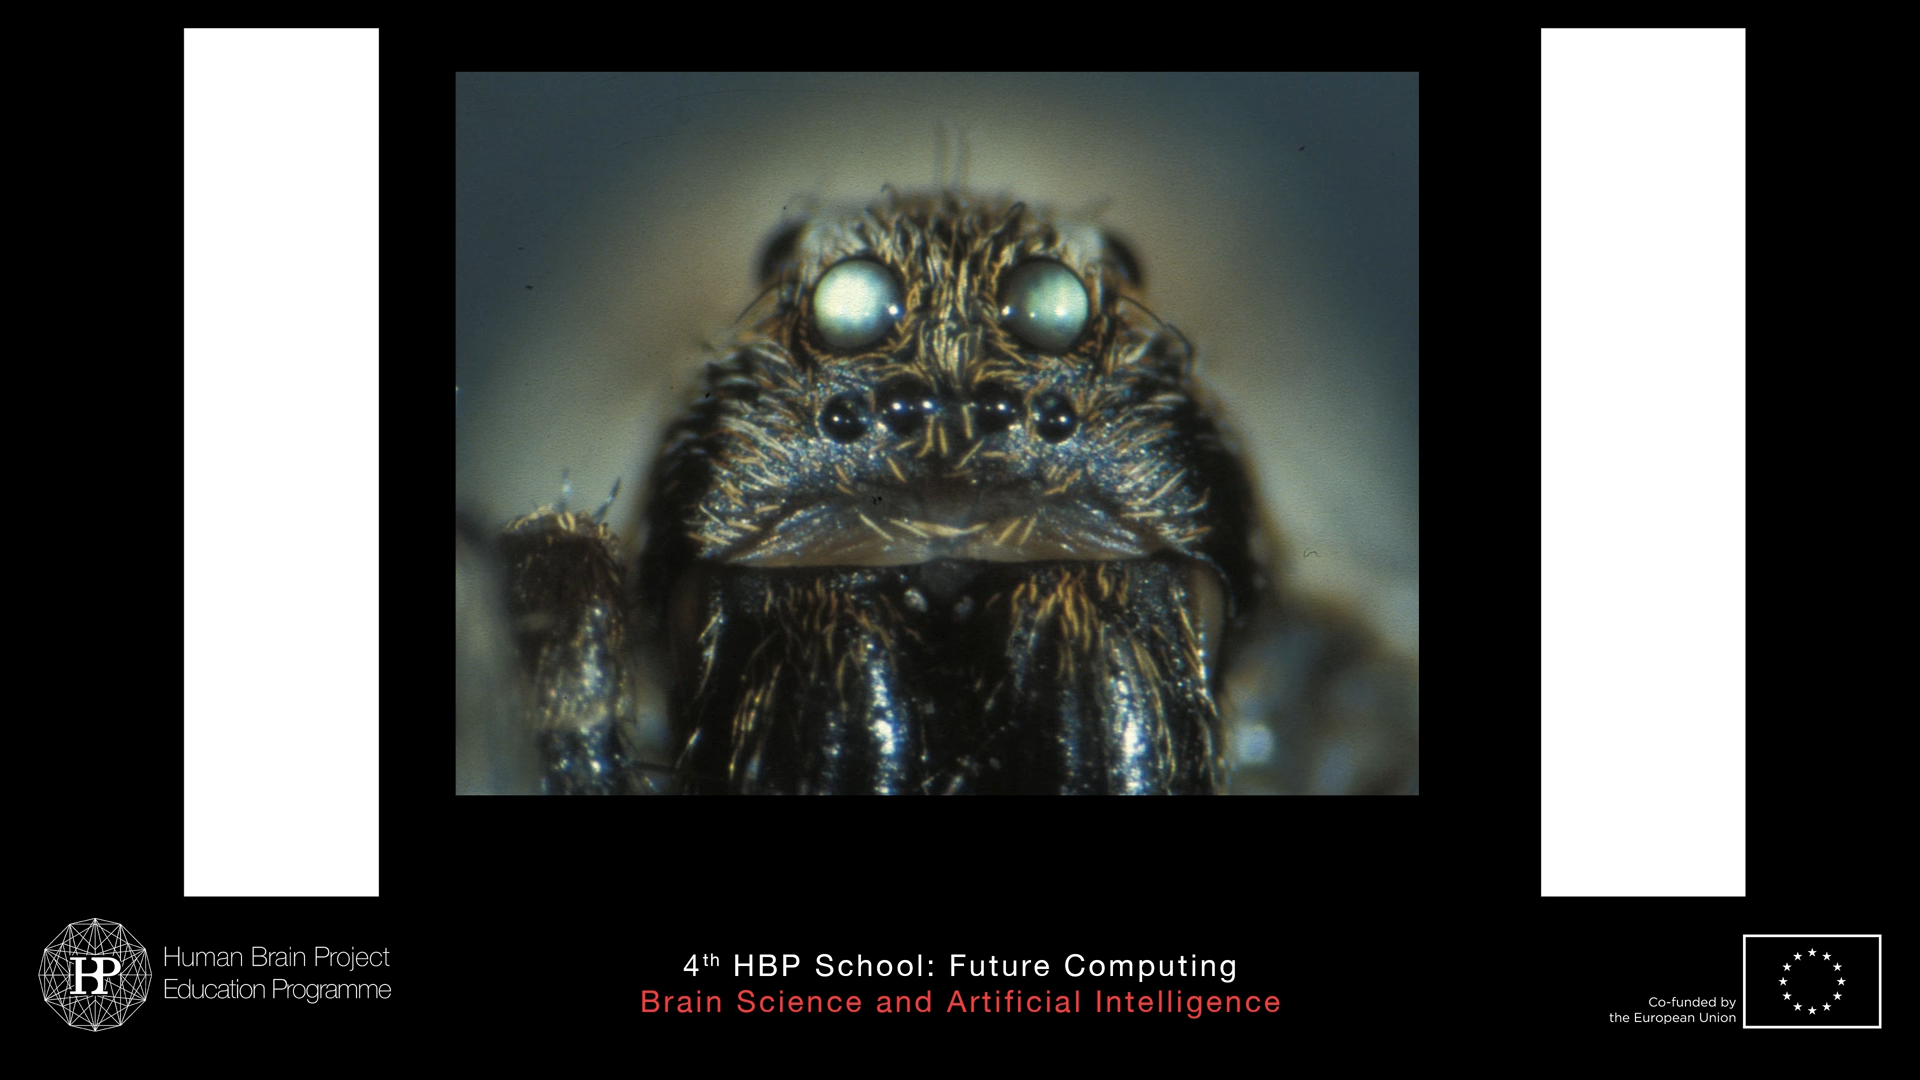 HBP
Human Brain Project
Education Programme
4th HBP School: Future Computing
Brain Science and Artificial Intelligence
Co-funded by
the European Union